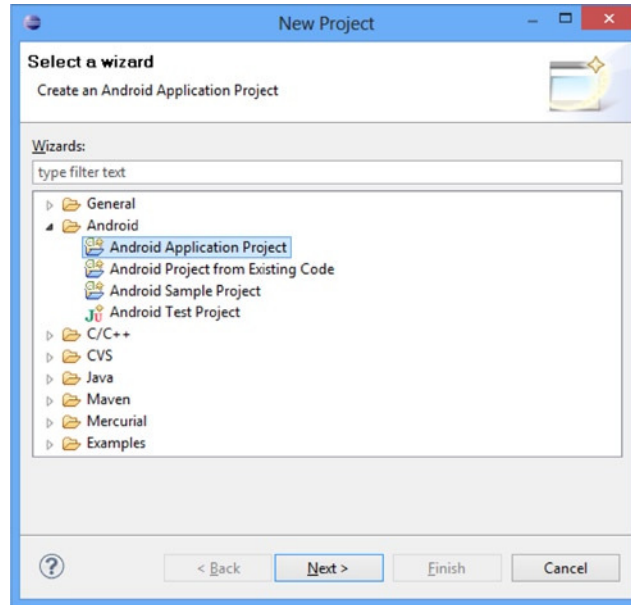 New Project
Select a wizard
Create an Android Application Project
Wizards:
type filter text
General
Android
Android Application Project
Android Project from Existing Code
Android Sample Project
Android Test Project
C/C++
CVS
Java
Maven
Mercurial
Examples
< Back Next > Finish Cancel